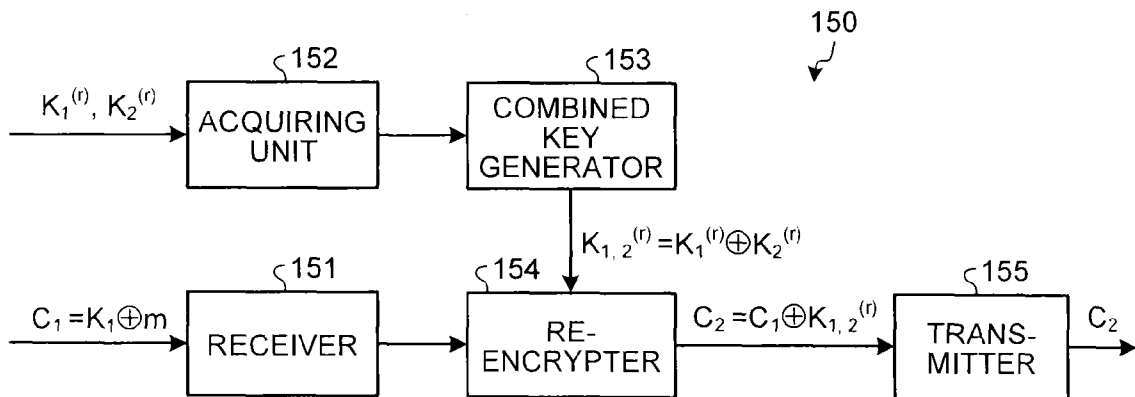 150
152
153
K₁⁽ʳ⁾, K₂⁽ʳ⁾
ACQUIRING
UNIT
COMBINED
KEY
GENERATOR
K₁, ₂⁽ʳ⁾=K₁⁽ʳ⁾⊕K₂⁽ʳ⁾
151
154
155
C₁=K₁⊕m
RECEIVER
RE-
ENCRYPTER
C₂=C₁⊕K₁, ₂⁽ʳ⁾
TRANS-
MITTER
C₂